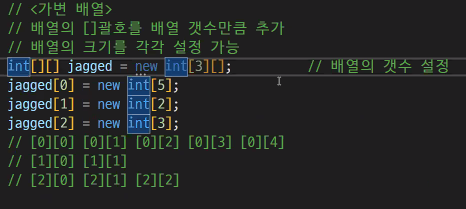 // <가변 배열>
// 배열의 []괄호를 배열 갯수만큼 추가
// 배열의 크기를 각각 설정 가능
int[][] jagged = new int[3][]; // 배열의 갯수 설정
jagged[0] = new int[5];
jagged[1] = new int[2];
jagged[2] = new int[3];
// [0][0] [0][1] [0][2] [0][3] [0][4]
// [1][0] [1][1]
// [2][0] [2][1] [2][2]